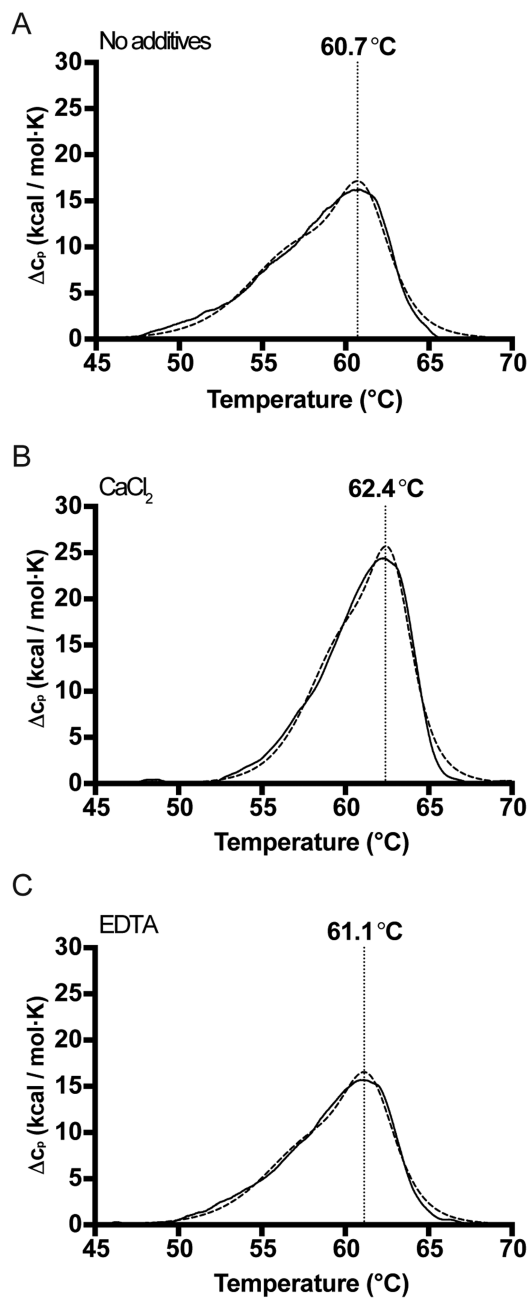 A
No additives
60.7 °C
30
25
20
15
10
5
0
Δcₚ (kcal / mol·K)
45 50 55 60 65 70
Temperature (°C)
B
CaCl₂
62.4 °C
30
25
20
15
10
5
0
Δcₚ (kcal / mol·K)
45 50 55 60 65 70
Temperature (°C)
C
EDTA
61.1 °C
30
25
20
15
10
5
0
Δcₚ (kcal / mol·K)
45 50 55 60 65 70
Temperature (°C)